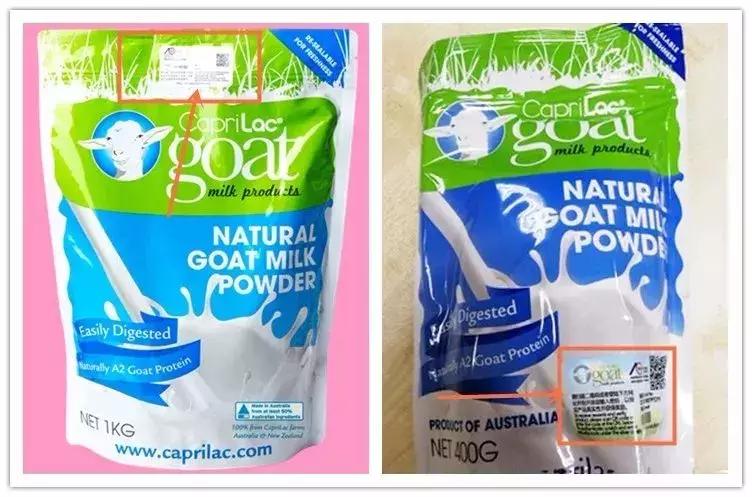 RE-SEALABLE
FOR FRESHNESS
CapriLac®
goat
milk products
NATURAL
GOAT MILK
POWDER
Easily Digested
Naturally A2 Goat Protein
Made in Australia
from at least 50%
Australian ingredients
100% from CapriLac farms
Australia & New Zealand
NET 1KG
www.caprilac.com
RE-SEALABLE
FOR FRESHNESS
CapriLac®
goat
milk products
NATURAL
GOAT MILK
POWDER
Easily Digested
Naturally A2 Goat Protein
goat
milk products
PRODUCT OF AUSTRALIA
NET 400G